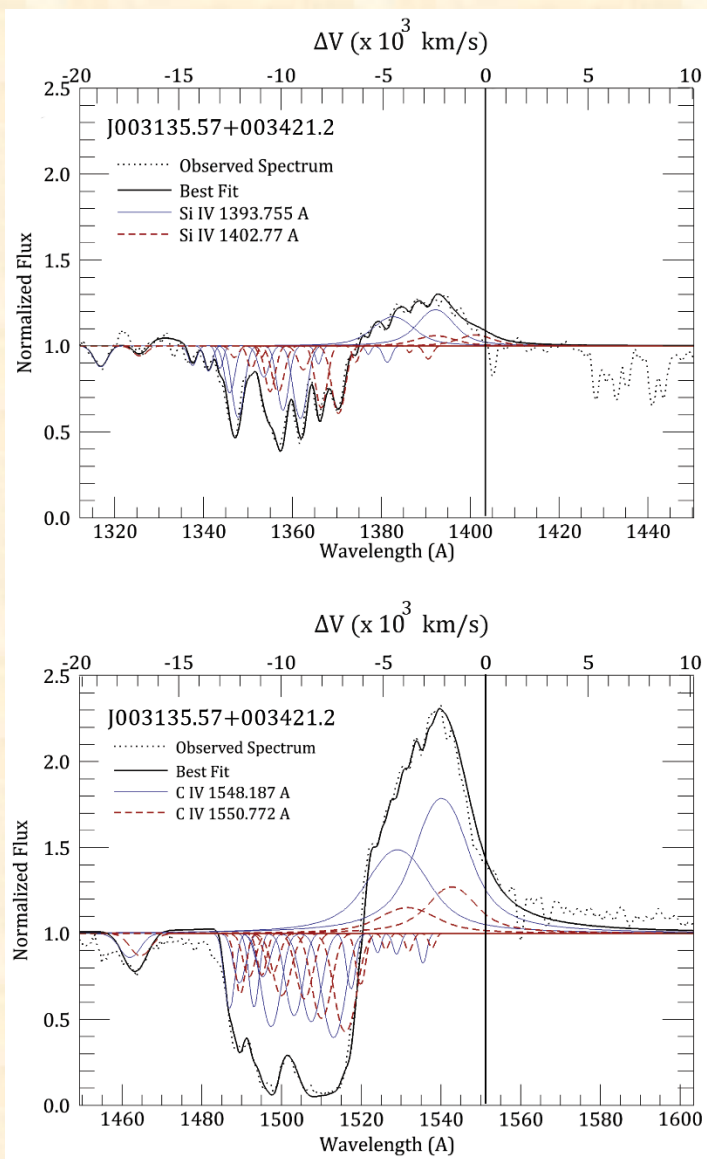 ΔV (x 10³ km/s)
-20 -15 -10 -5 0 5 10
2.5
2.0
1.5
1.0
0.5
0.0
Normalized Flux
J003135.57+003421.2
Observed Spectrum
Best Fit
Si IV 1393.755 A
Si IV 1402.77 A
1320 1340 1360 1380 1400 1420 1440
Wavelength (A)
ΔV (x 10³ km/s)
-20 -15 -10 -5 0 5 10
2.5
2.0
1.5
1.0
0.5
0.0
Normalized Flux
J003135.57+003421.2
Observed Spectrum
Best Fit
C IV 1548.187 A
C IV 1550.772 A
1460 1480 1500 1520 1540 1560 1580 1600
Wavelength (A)